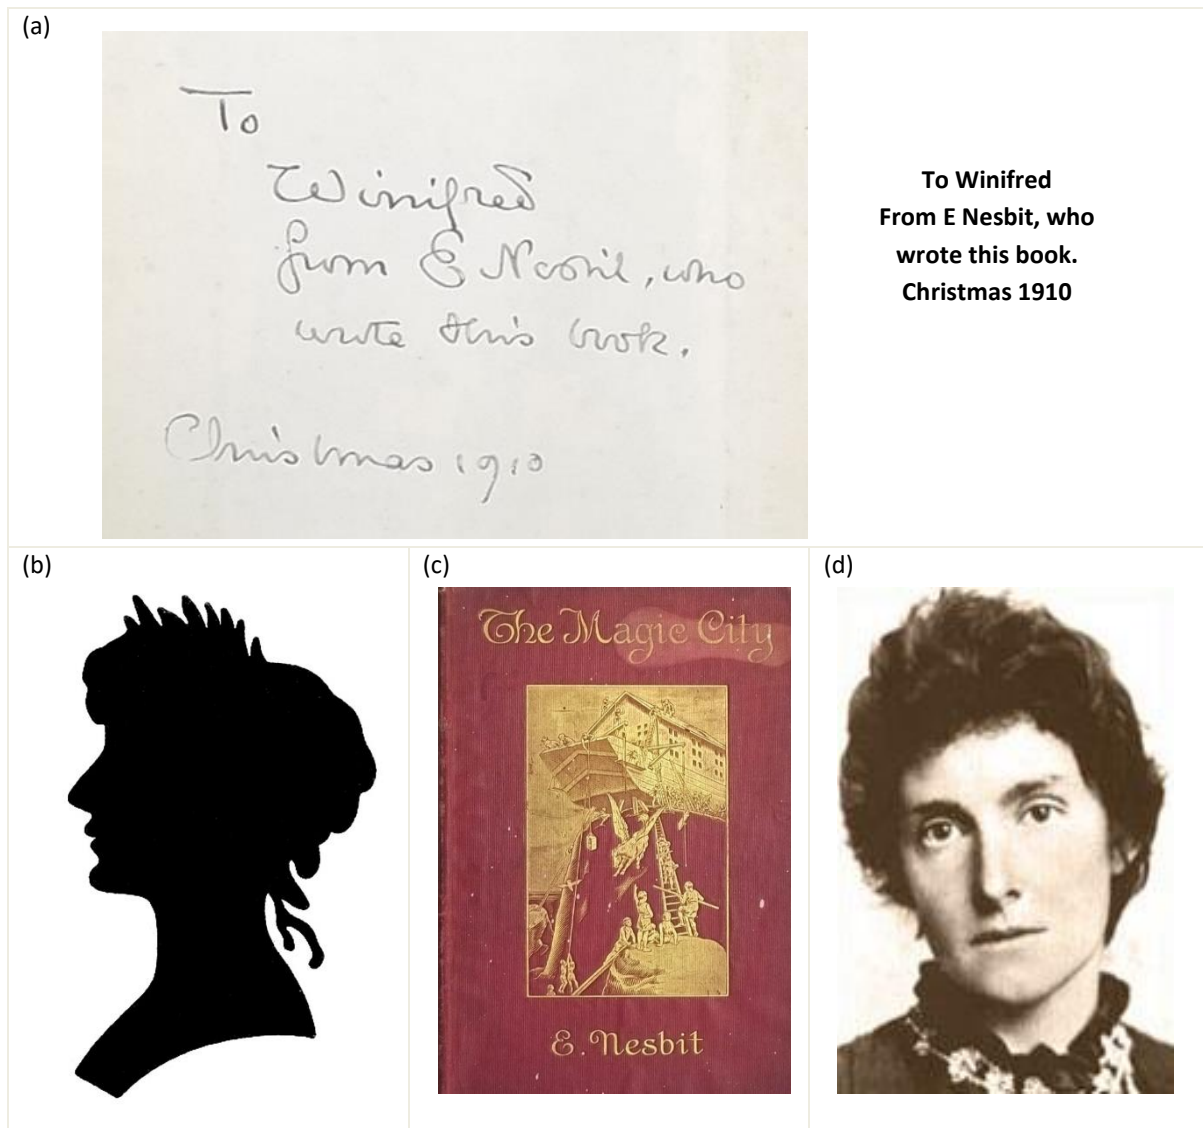 (a)
To
Winifred
from E Nesbit, who
wrote this book.
Christmas 1910
To Winifred
From E Nesbit, who
wrote this book.
Christmas 1910
(b)
(c)
(d)
The Magic City
E. Nesbit